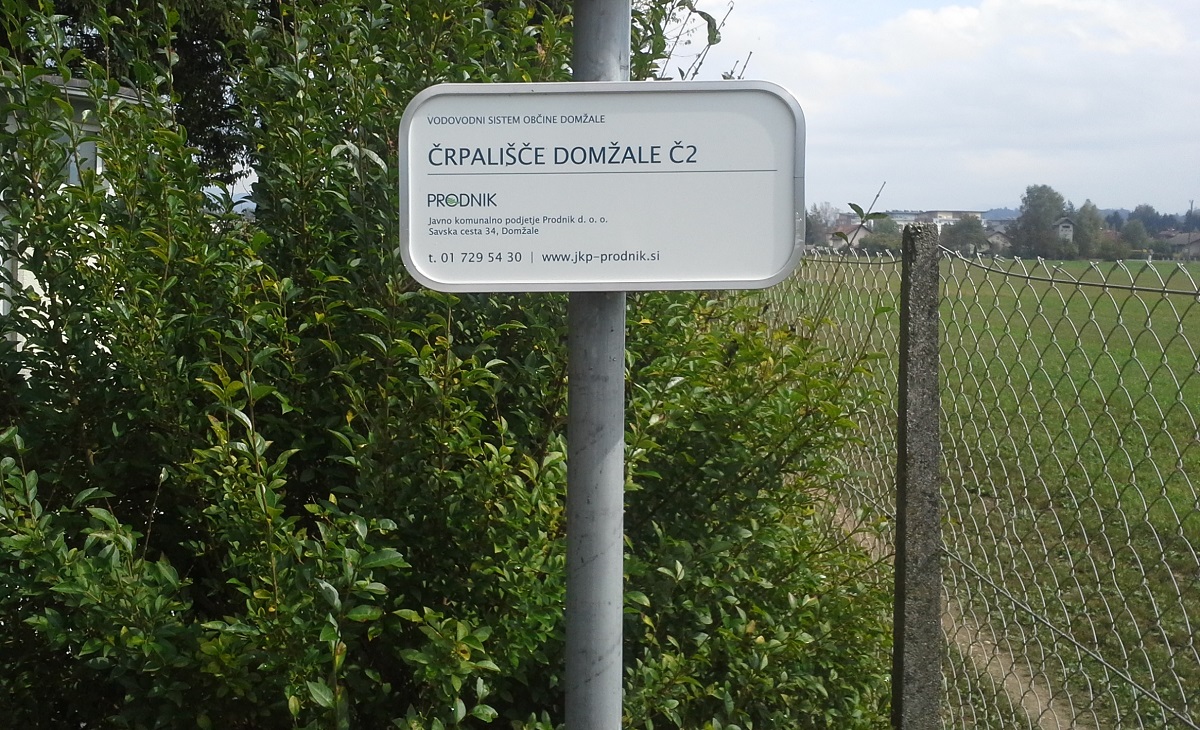 VODOVODNI SISTEM OBČINE DOMŽALE
ČRPALIŠČE DOMŽALE Č2
PRODNIK
Javno komunalno podjetje Prodnik d. o. o.
Savska cesta 34, Domžale
t. 01 729 54 30 | www.jkp-prodnik.si